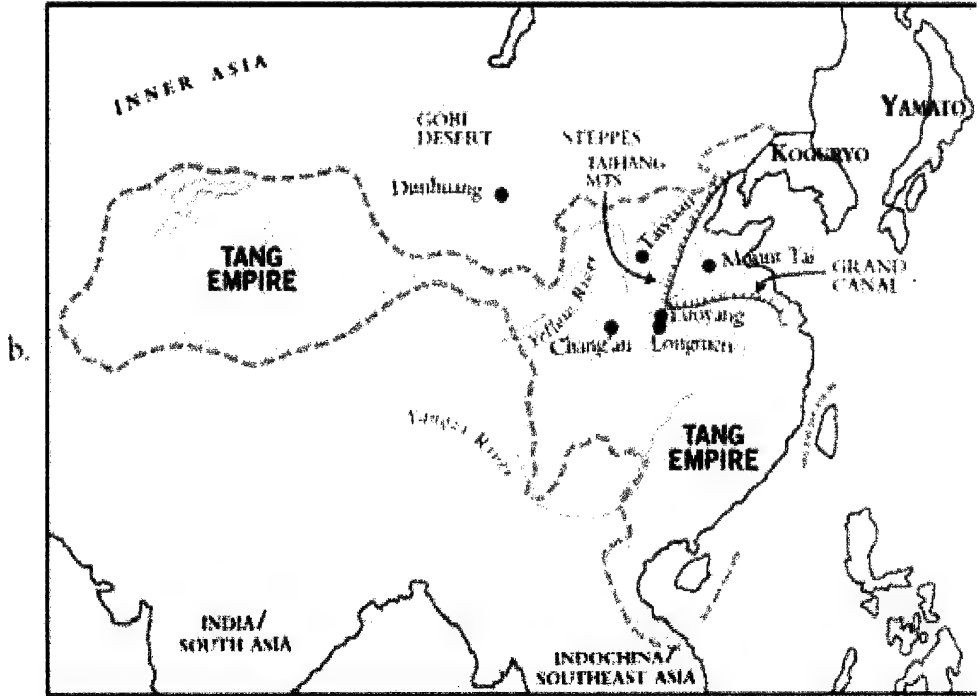 INNER ASIA
GOBI
DESERT
STEPPES
TAIHANG
MTS
YAMATO
KOGURYO
Dunhuang
Taiyuan
TANG
EMPIRE
Mount Tai
GRAND
CANAL
Yellow River
Luoyang
Chang'an
Longmen
b.
Yangzi River
TANG
EMPIRE
INDIA/
SOUTH ASIA
INDOCHINA/
SOUTHEAST ASIA